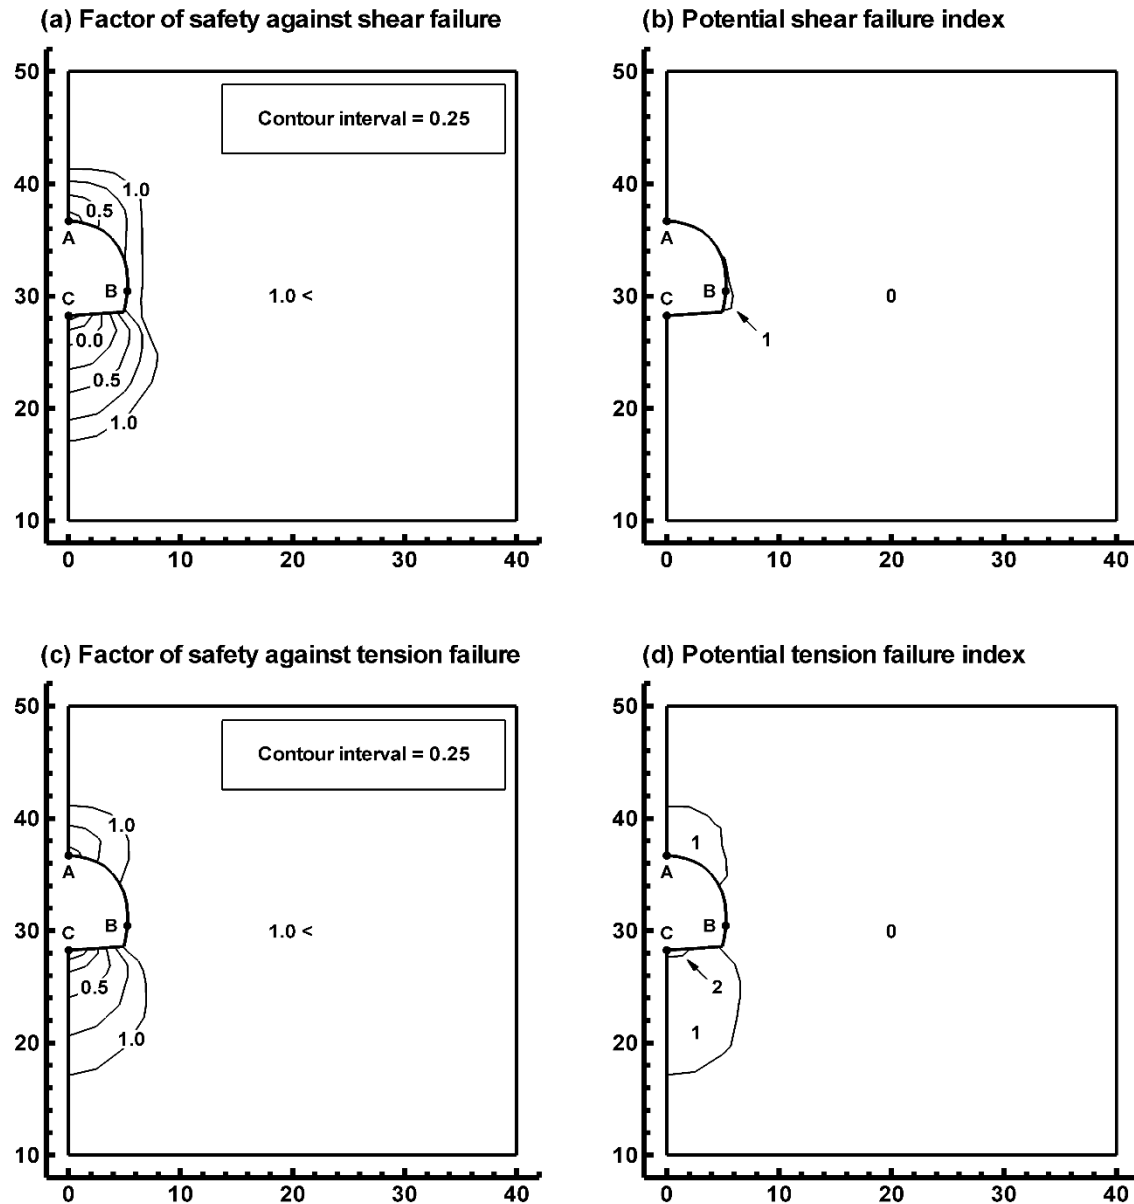 (a) Factor of safety against shear failure
50
40
30
20
10
0 10 20 30 40
Contour interval = 0.25
1.0
0.5
A
B
C
1.0 <
0.0
0.5
1.0
(b) Potential shear failure index
50
40
30
20
10
0 10 20 30 40
A
B
C
0
1
(c) Factor of safety against tension failure
50
40
30
20
10
0 10 20 30 40
Contour interval = 0.25
1.0
A
B
C
1.0 <
0.5
1.0
(d) Potential tension failure index
50
40
30
20
10
0 10 20 30 40
1
A
B
C
0
2
1